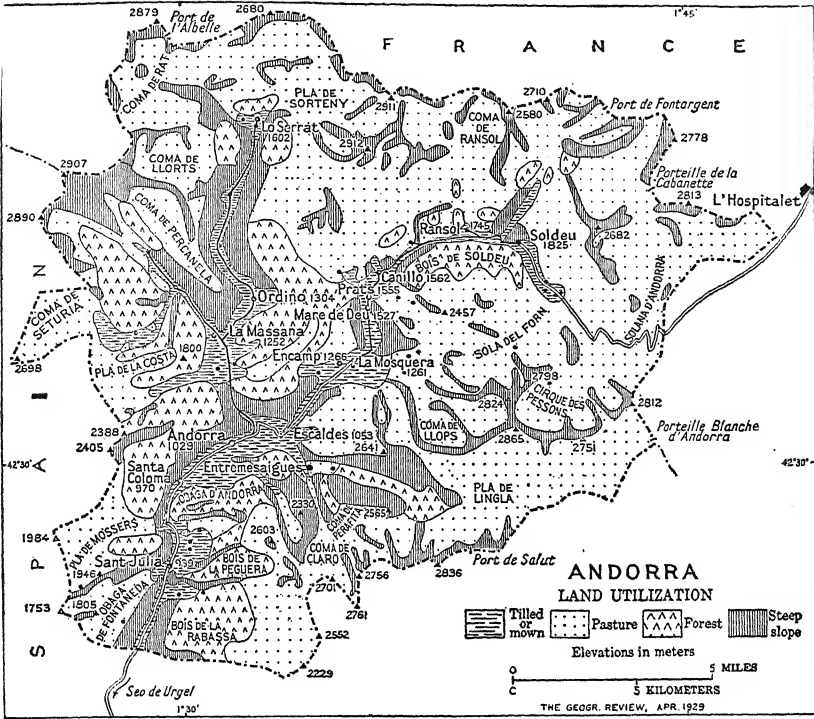 2879
Port de
l'Albelle
2680
1°45'
F R A N C E
COMA DE RAT
PLA DE
SORTENY
2911
COMA
DE
RANSOL
2710
2580
Port de Fontargent
2778
Lo Serrat
1602
2912
COMA DE
LLORTS
2907
Porteille de la
Cabanette
2813
L'Hospitalet
2890
COMA DE PERCANELA
Ransol 1745
Soldeu
1825
2682
BOIS DE SOLDEU
Canillo 1562
Prats 1555
Ordino 1304
Mare de Deu 1527
2457
SOLANA D'ANDORRA
COMA DE
SETURIA
La Massana
1252
SOLA DEL FORN
1800
Encamp 1266
La Mosquera
1261
2698
PLA DE LA COSTA
2798
CIRQUE DES
PESSONS
2824
2812
2388
2405
Andorra
1029
Escaldes 1053
2641
COMA DE
LLOPS
2865
2751
Porteille Blanche
d'Andorra
42°30'
42°30'
Santa
Coloma
970
Entremesaigues
OBAGA D'ANDORRA
2330
COMA DE PERAFITA
2565
PLA DE
LINGLA
1984
PLA DE MOSSERS
2603
COMA DE
CLARO
Sant Julia
939
BOIS DE
LA PEGUERA
1946
2756
2836
Port de Salut
2701
2761
1753
1805
OBAGA
DE FONTANEDA
BOIS DE LA
RABASSA
2552
2229
S P A I N
Seo de Urgel
1°30'
ANDORRA
LAND UTILIZATION
Tilled or mown
Pasture
Forest
Steep slope
Elevations in meters
0 5 MILES
C 5 KILOMETERS
THE GEOGR. REVIEW, APR. 1929